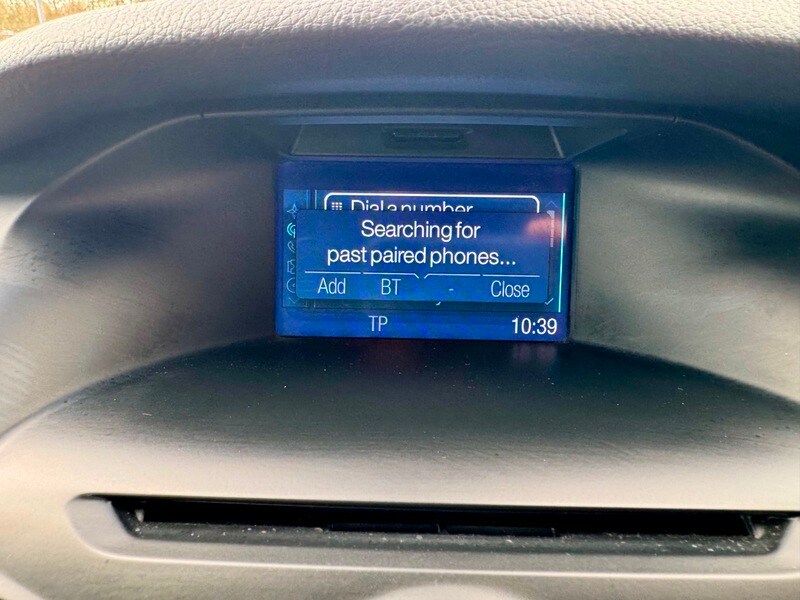 Dial a number
Searching for
past paired phones...
Add BT - Close
TP 10:39